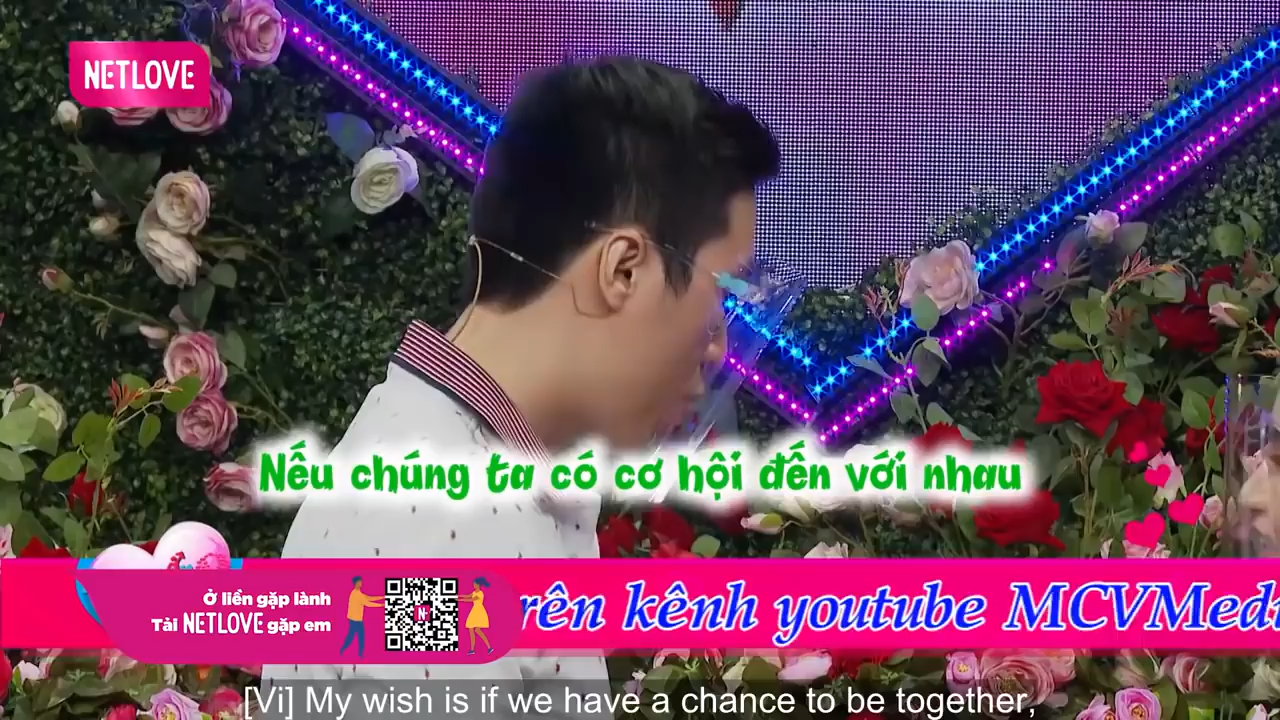 NETLOVE
Nếu chúng ta có cơ hội đến với nhau
Ở liền gặp lành
Tải NETLOVE gặp em
N
rên kênh youtube MCVMed
[Vi] My wish is if we have a chance to be together,